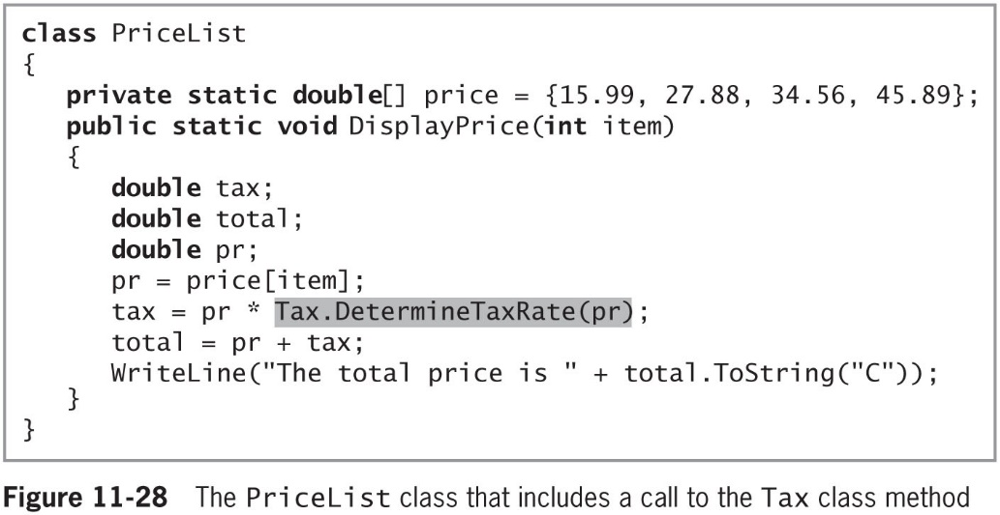 class PriceList
{
   private static double[] price = {15.99, 27.88, 34.56, 45.89};
   public static void DisplayPrice(int item)
   {
      double tax;
      double total;
      double pr;
      pr = price[item];
      tax = pr * Tax.DetermineTaxRate(pr);
      total = pr + tax;
      WriteLine("The total price is " + total.ToString("C"));
   }
}
Figure 11-28 The PriceList class that includes a call to the Tax class method